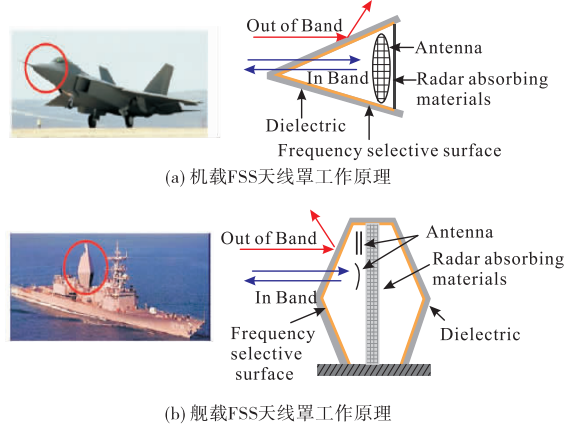 Out of Band
Antenna
In Band
Radar absorbing
materials
Dielectric
Frequency selective surface
(a) 机载FSS天线罩工作原理
Out of Band
Antenna
Radar absorbing
materials
In Band
Frequency
selective
surface
Dielectric
(b) 舰载FSS天线罩工作原理